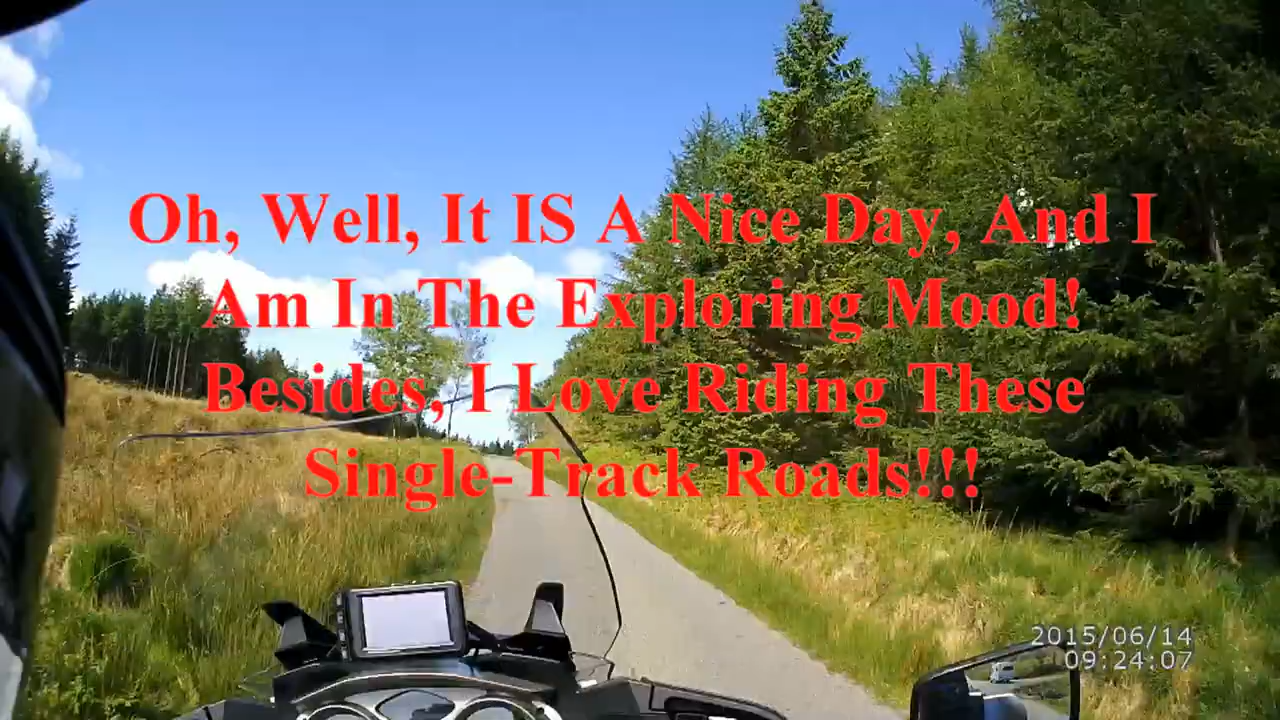 Oh, Well, It IS A Nice Day, And I
Am In The Exploring Mood!
Besides, I Love Riding These
Single-Track Roads!!!
2015/06/14
09:24:07